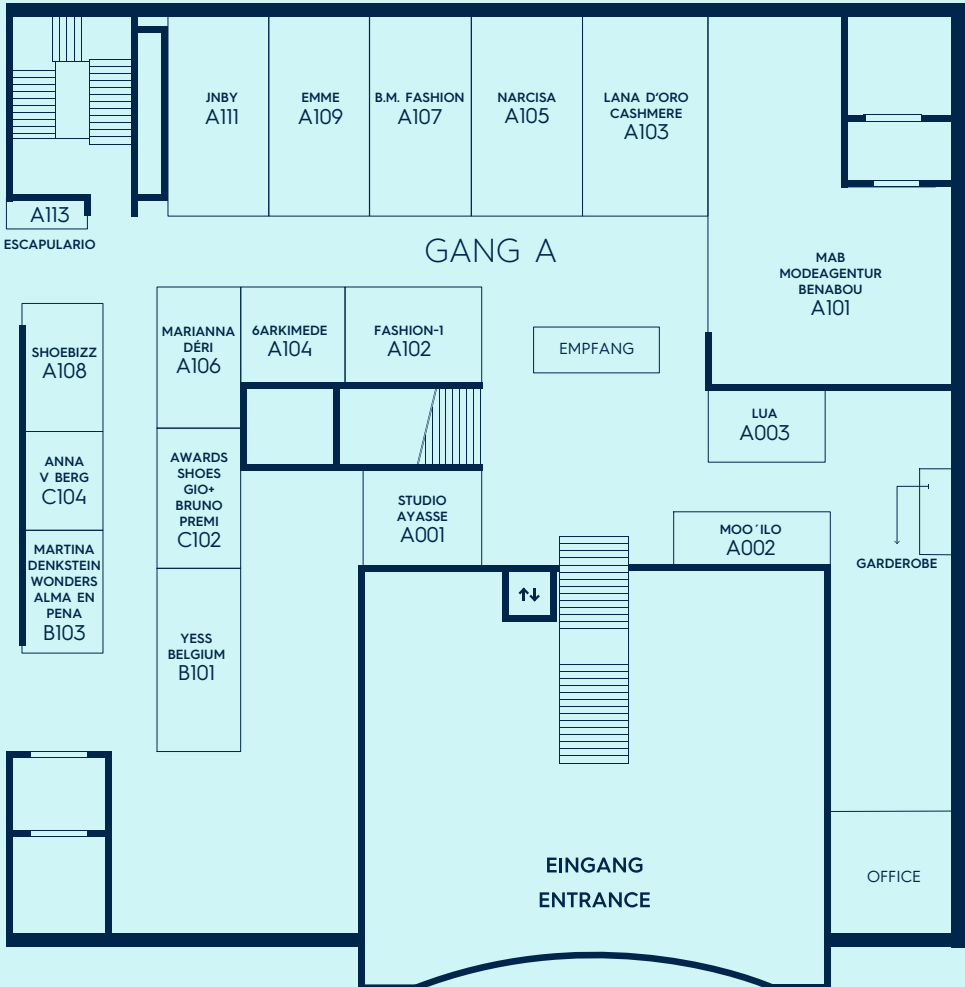 JNBY
A111
EMME
A109
B.M. FASHION
A107
NARCISA
A105
LANA D'ORO
CASHMERE
A103
A113
ESCAPULARIO
GANG A
MAB
MODEAGENTUR
BENABOU
A101
SHOEBIZZ
A108
MARIANNA
DÉRI
A106
6ARKIMEDE
A104
FASHION-1
A102
EMPFANG
LUA
A003
ANNA
V BERG
C104
AWARDS
SHOES
GIO+
BRUNO
PREMI
C102
STUDIO
AYASSE
A001
MOO´ILO
A002
GARDEROBE
MARTINA
DENKSTEIN
WONDERS
ALMA EN
PENA
B103
YESS
BELGIUM
B101
EINGANG
ENTRANCE
OFFICE